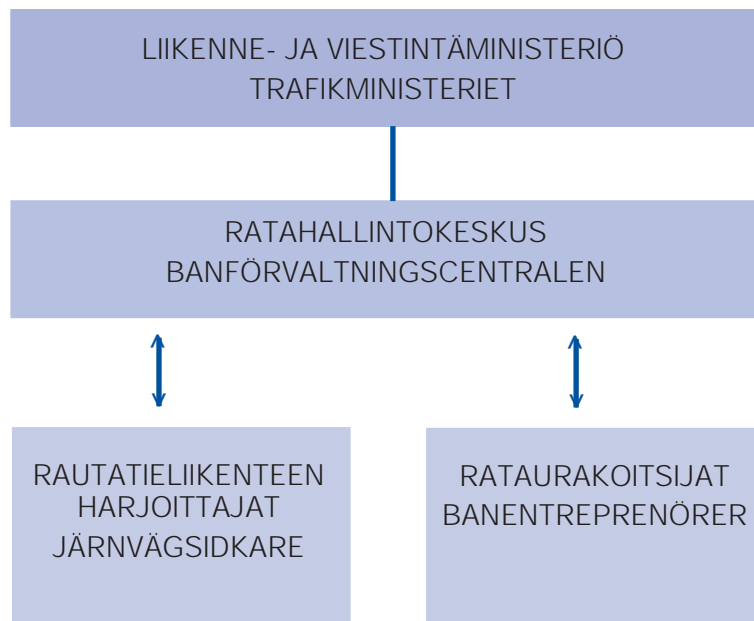 LIIKENNE- JA VIESTINTÄMINISTERIÖ
TRAFIKMINISTERIET
RATAHALLINTOKESKUS
BANFÖRVALTNINGSCENTRALEN
RAUTATIELIIKENTEEN
HARJOITTAJAT
JÄRNVÄGSIDKARE
RATAURAKOITSIJAT
BANENTREPRENÖRER